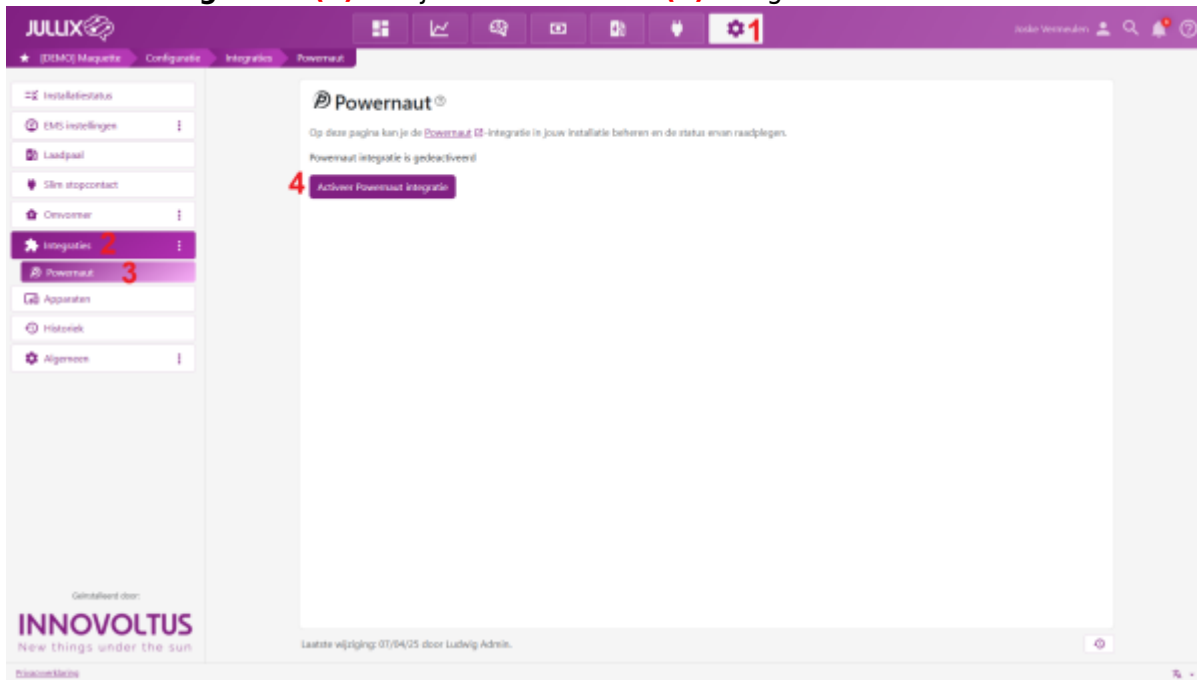 JULLUX
1
Joske Vermeulen
[DEMO] Maquette
Configuratie
Integraties
Powernaut
Installatiestatus
EMS instellingen
Laadpaal
Slim stopcontact
Omvormer
Integraties 2
Powernaut 3
Apparaten
Historiek
Algemeen
Powernaut
Op deze pagina kan je de Powernaut -integratie in jouw installatie beheren en de status ervan raadplegen.
Powernaut integratie is gedeactiveerd
4 Activeer Powernaut integratie
Geïnstalleerd door:
INNOVOLTUS
New things under the sun
Laatste wijziging: 07/04/25 door Ludwig Admin.
Privacyverklaring